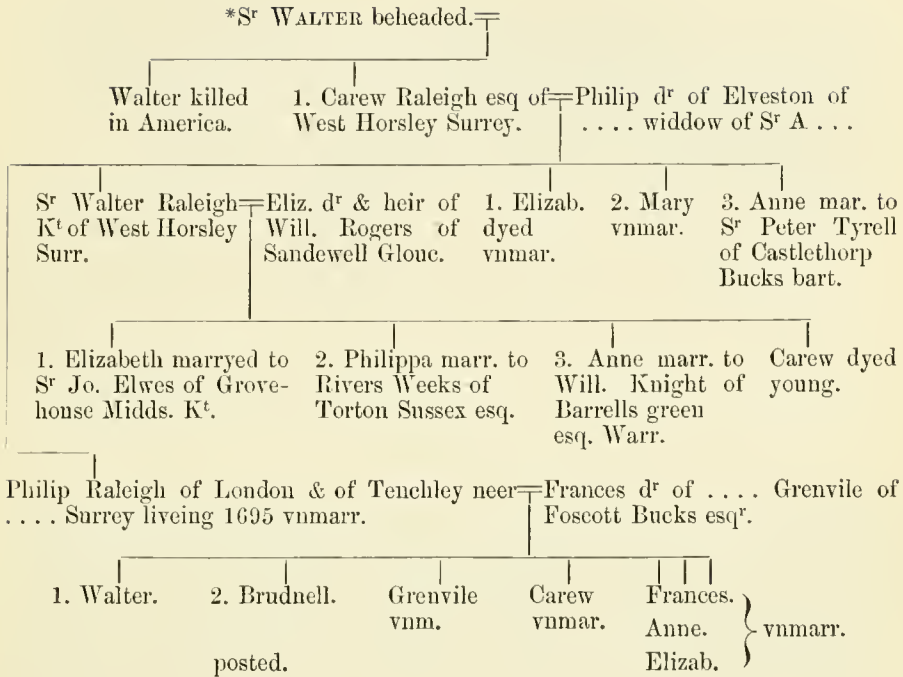 *Sʳ WALTER beheaded.
Walter killed
in America.
1. Carew Raleigh esq of
West Horsley Surrey.
Philip dʳ of Elveston of
. . . . widdow of Sʳ A . . .
Sʳ Walter Raleigh
Kᵗ of West Horsley
Surr.
Eliz. dʳ & heir of
Will. Rogers of
Sandewell Glouc.
1. Elizab.
dyed
vnmar.
2. Mary
vnmar.
3. Anne mar. to
Sʳ Peter Tyrell
of Castlethorp
Bucks bart.
1. Elizabeth marryed to
Sʳ Jo. Elwes of Grove-
house Midds. Kᵗ.
2. Philippa marr. to
Rivers Weeks of
Torton Sussex esq.
3. Anne marr. to
Will. Knight of
Barrells green
esq. Warr.
Carew dyed
young.
Philip Raleigh of London & of Tenchley neer
. . . . Surrey liveing 1695 vnmarr.
Frances dʳ of . . . . Grenvile of
Foscott Bucks esqʳ.
1. Walter.
2. Brudnell.
posted.
Grenvile
vnm.
Carew
vnmar.
Frances.
Anne.
Elizab.
vnmarr.